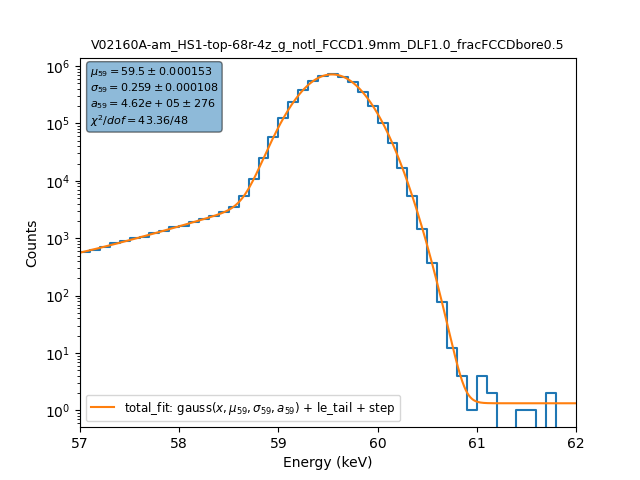 V02160A-am_HS1-top-68r-4z_g_notl_FCCD1.9mm_DLF1.0_fracFCCDbore0.5
μ₅₉ = 59.5 ± 0.000153
σ₅₉ = 0.259 ± 0.000108
a₅₉ = 4.62e + 05 ± 276
χ²/dof = 43.36/48
10⁶
10⁵
10⁴
10³
10²
10¹
10⁰
Counts
total_fit: gauss(x, μ₅₉, σ₅₉, a₅₉) + le_tail + step
57 58 59 60 61 62
Energy (keV)